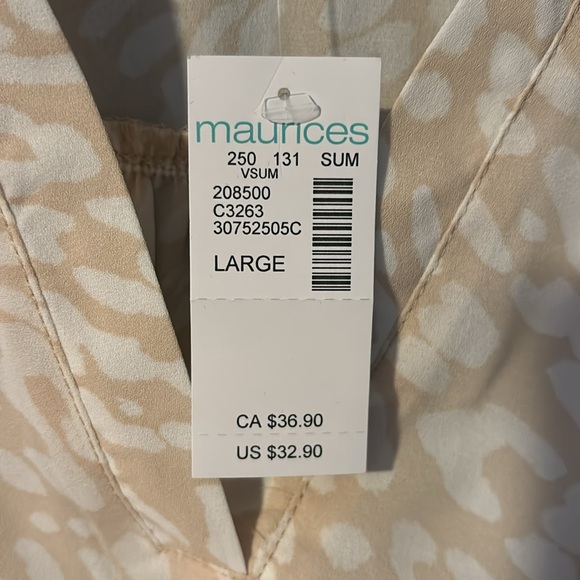 maurices
250 131 SUM
VSUM
208500
C3263
30752505C
LARGE
CA $36.90
US $32.90